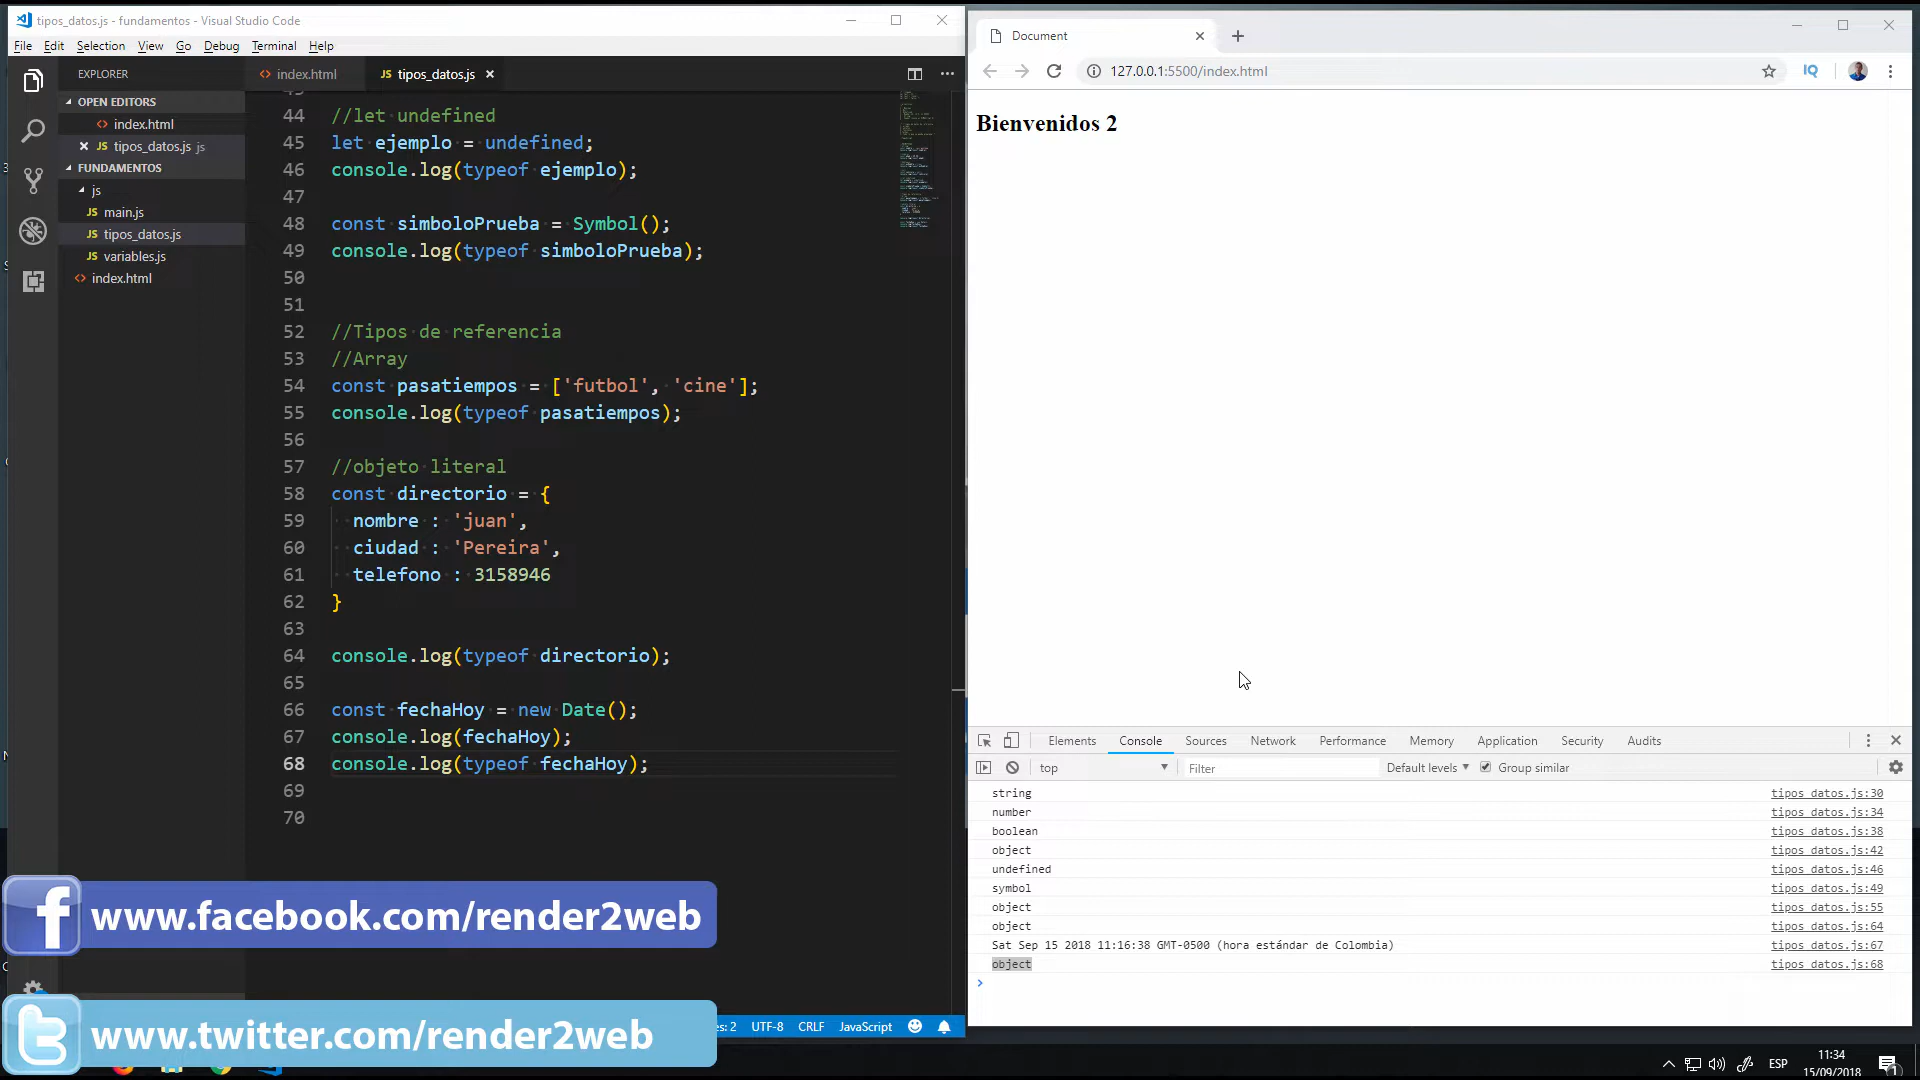 tipos_datos.js - fundamentos - Visual Studio Code
File Edit Selection View Go Debug Terminal Help
EXPLORER
OPEN EDITORS
index.html
tipos_datos.js js
FUNDAMENTOS
js
main.js
tipos_datos.js
variables.js
index.html
index.html
tipos_datos.js
44 //let undefined
45 let ejemplo = undefined;
46 console.log(typeof ejemplo);
47
48 const simboloPrueba = Symbol();
49 console.log(typeof simboloPrueba);
50
51
52 //Tipos de referencia
53 //Array
54 const pasatiempos = ['futbol', 'cine'];
55 console.log(typeof pasatiempos);
56
57 //objeto literal
58 const directorio = {
59 nombre : 'juan',
60 ciudad : 'Pereira',
61 telefono : 3158946
62 }
63
64 console.log(typeof directorio);
65
66 const fechaHoy = new Date();
67 console.log(fechaHoy);
68 console.log(typeof fechaHoy);
69
70
www.facebook.com/render2web
www.twitter.com/render2web
es: 2 UTF-8 CRLF JavaScript
Document
127.0.0.1:5500/index.html
Bienvenidos 2
Elements Console Sources Network Performance Memory Application Security Audits
top Filter Default levels Group similar
string tipos_datos.js:30
number tipos_datos.js:34
boolean tipos_datos.js:38
object tipos_datos.js:42
undefined tipos_datos.js:46
symbol tipos_datos.js:49
object tipos_datos.js:55
object tipos_datos.js:64
Sat Sep 15 2018 11:16:38 GMT-0500 (hora estándar de Colombia) tipos_datos.js:67
object tipos_datos.js:68
ESP
11:34
15/09/2018